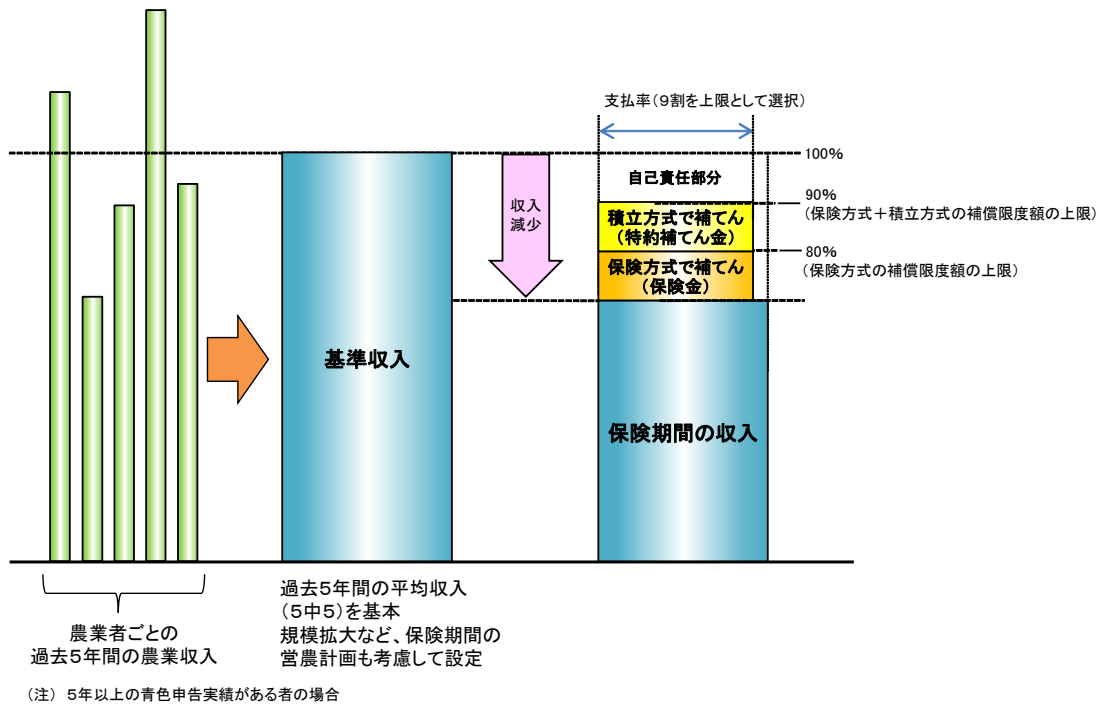 支払率(9割を上限として選択)
100%
自己責任部分
90%
(保険方式＋積立方式の補償限度額の上限)
収入
減少
積立方式で補てん
(特約補てん金)
80%
(保険方式の補償限度額の上限)
保険方式で補てん
(保険金)
基準収入
保険期間の収入
農業者ごとの
過去5年間の農業収入
過去5年間の平均収入
(5中5)を基本
規模拡大など、保険期間の
営農計画も考慮して設定
(注) 5年以上の青色申告実績がある者の場合